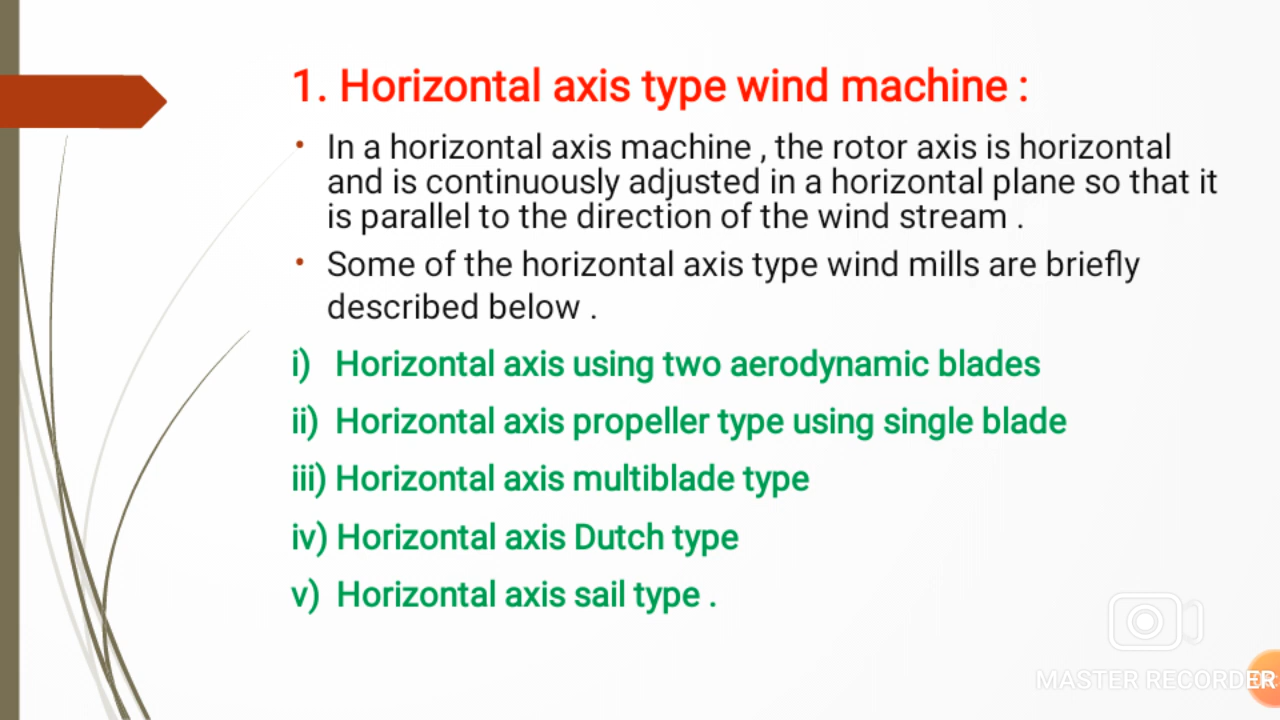 1. Horizontal axis type wind machine :
• In a horizontal axis machine , the rotor axis is horizontal
and is continuously adjusted in a horizontal plane so that it
is parallel to the direction of the wind stream .
• Some of the horizontal axis type wind mills are briefly
described below .
i) Horizontal axis using two aerodynamic blades
ii) Horizontal axis propeller type using single blade
iii) Horizontal axis multiblade type
iv) Horizontal axis Dutch type
v) Horizontal axis sail type .
MASTER RECORDER